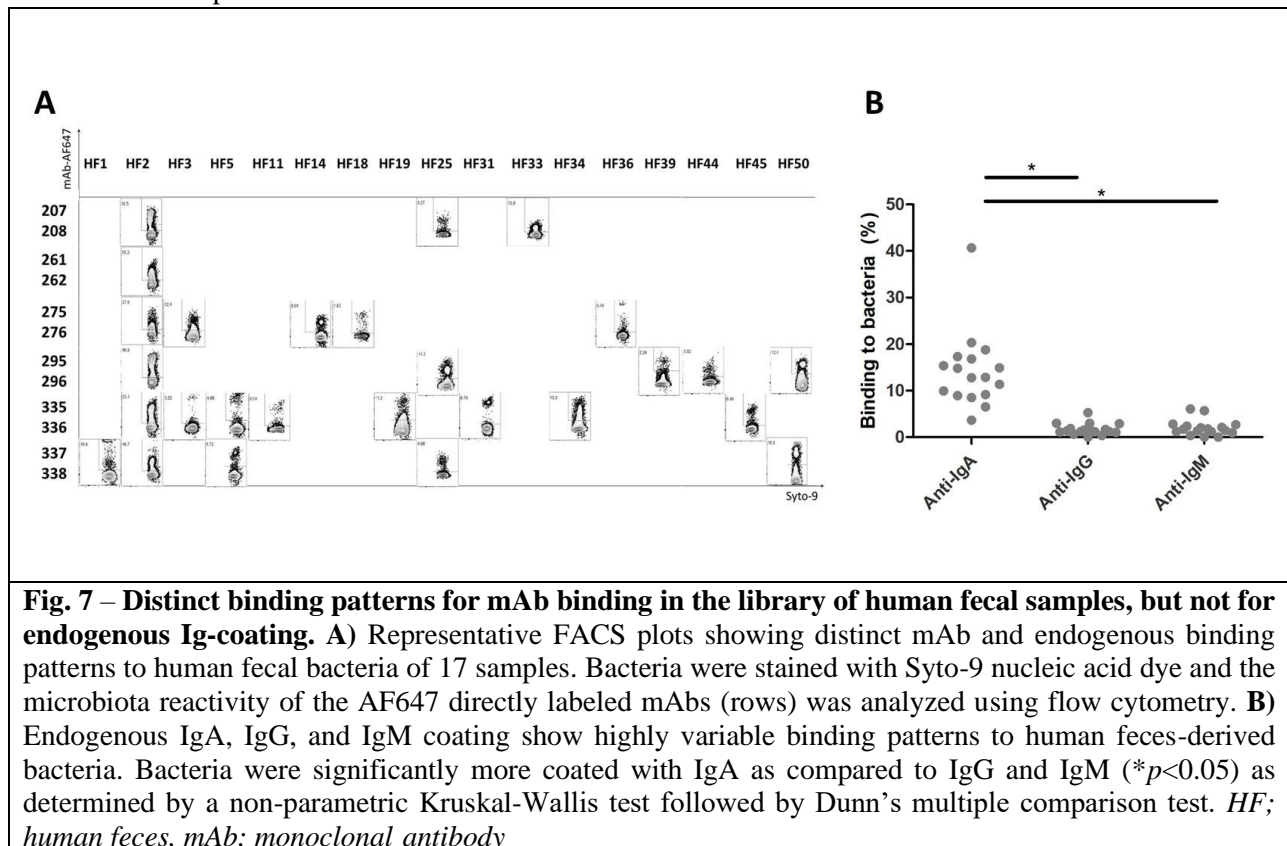 A
B
mAb-AF647
HF1 HF2 HF3 HF5 HF11 HF14 HF18 HF19 HF25 HF31 HF33 HF34 HF36 HF39 HF44 HF45 HF50
207
208
261
262
275
276
295
296
335
336
337
338
Syto-9
*
*
Binding to bacteria (%)
50
40
30
20
10
0
Anti-IgA
Anti-IgG
Anti-IgM
Fig. 7 – Distinct binding patterns for mAb binding in the library of human fecal samples, but not for
endogenous Ig-coating. A) Representative FACS plots showing distinct mAb and endogenous binding
patterns to human fecal bacteria of 17 samples. Bacteria were stained with Syto-9 nucleic acid dye and the
microbiota reactivity of the AF647 directly labeled mAbs (rows) was analyzed using flow cytometry. B)
Endogenous IgA, IgG, and IgM coating show highly variable binding patterns to human feces-derived
bacteria. Bacteria were significantly more coated with IgA as compared to IgG and IgM (*p<0.05) as
determined by a non-parametric Kruskal-Wallis test followed by Dunn's multiple comparison test. HF;
human feces, mAb; monoclonal antibody